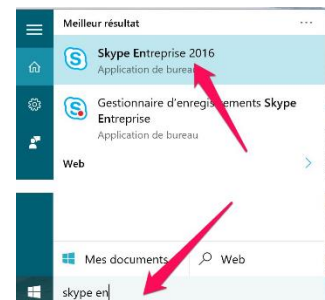 Meilleur résultat
Skype Entreprise 2016
Application de bureau
Gestionnaire d'enregistrements Skype
Entreprise
Application de bureau
Web
Mes documents Web
skype en